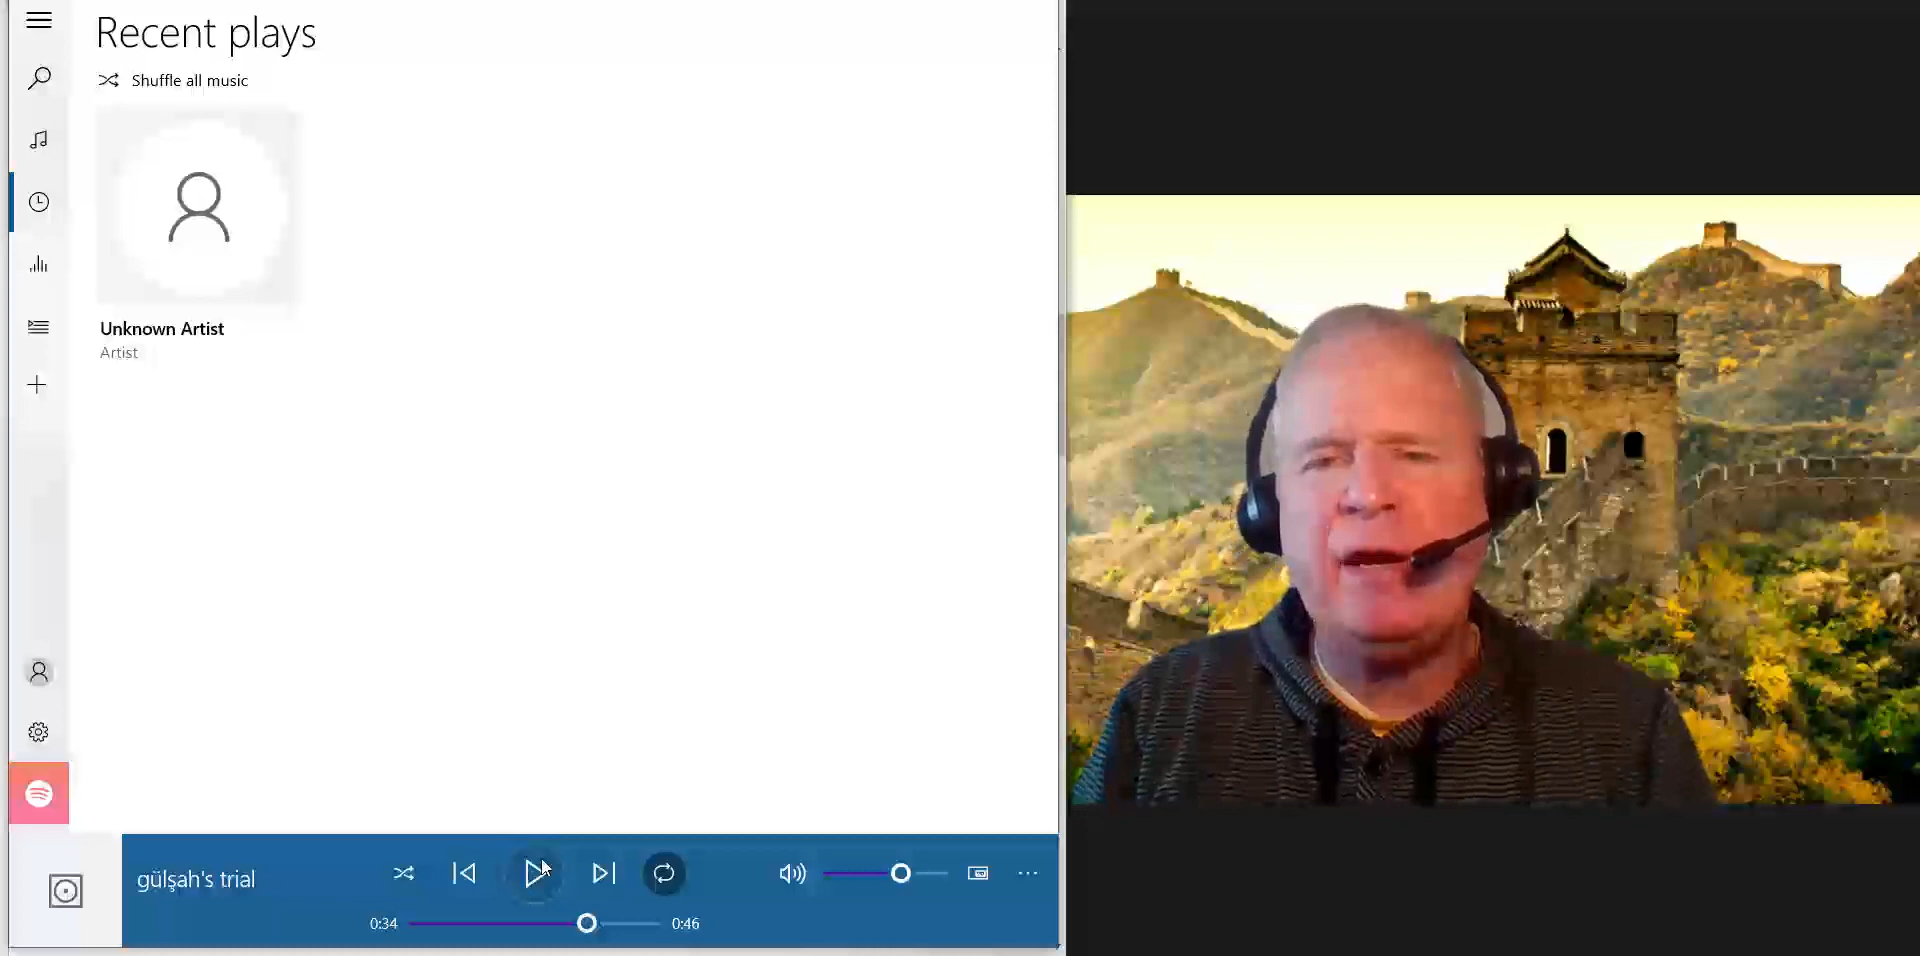 Recent plays
Shuffle all music
Unknown Artist
Artist
gülşah's trial
0:34
0:46